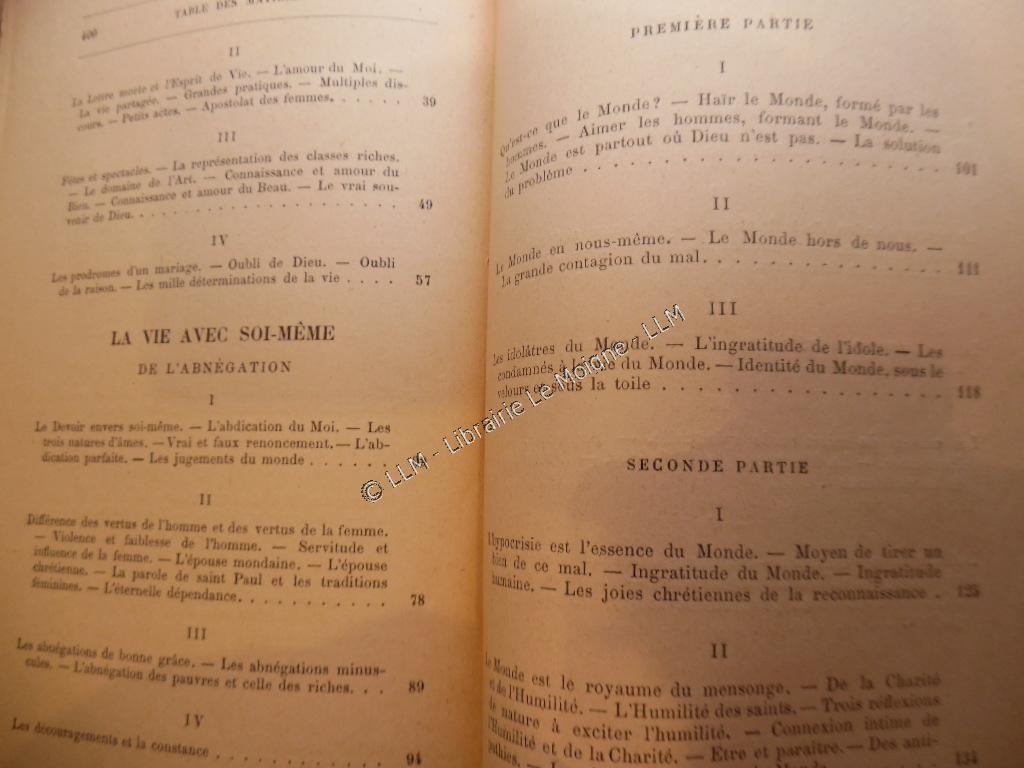 400
TABLE DES
II
La Lettre morte et l'Esprit de Vie. — L'amour du Moi. —
La vie partagée. — Grandes pratiques. — Multiples dis-
cours. — Petits actes. — Apostolat des femmes. . . . . . 39
III
Fêtes et spectacles. — La représentation des classes riches.
— Le domaine de l'Art. — Connaissance et amour du
Bien. — Connaissance et amour du Beau. — Le vrai sou-
venir de Dieu. . . . . . . . . . . . . . . . . . . . 49
IV
Les prodromes d'un mariage. — Oubli de Dieu. — Oubli
de la raison. — Les mille déterminations de la vie . . . . 57
LA VIE AVEC SOI-MÊME
DE L'ABNÉGATION
I
Le Devoir envers soi-même. — L'abdication du Moi. — Les
trois natures d'âmes. — Vrai et faux renoncement. — L'ab-
dication parfaite. — Les jugements du monde . . . . . . .
II
Différence des vertus de l'homme et des vertus de la femme.
— Violence et faiblesse de l'homme. — Servitude et
influence de la femme. — L'épouse mondaine. — L'épouse
chrétienne. — La parole de saint Paul et les traditions
féminines. — L'éternelle dépendance. . . . . . . . . . . 78
III
Les abnégations de bonne grâce. — Les abnégations minus-
cules. — L'abnégation des pauvres et celle des riches. . . 89
IV
Les découragements et la constance . . . . . . . . . . . 94
PREMIÈRE PARTIE
I
Qu'est-ce que le Monde ? — Haïr le Monde, formé par les
hommes. — Aimer les hommes, formant le Monde. —
Le Monde est partout où Dieu n'est pas. — La solution
du problème . . . . . . . . . . . . . . . . . . . 101
II
Le Monde en nous-même. — Le Monde hors de nous. —
La grande contagion du mal. . . . . . . . . . . . . . 111
III
Les idolâtres du Monde. — L'ingratitude de l'idole. — Les
condamnés à du Monde. — Identité du Monde, sous le
velours et sous la toile . . . . . . . . . . . . . . . 118
SECONDE PARTIE
I
L'hypocrisie est l'essence du Monde. — Moyen de tirer un
bien de ce mal. — Ingratitude du Monde. — Ingratitude
humaine. — Les joies chrétiennes de la reconnaissance . 125
II
Le Monde est le royaume du mensonge. — De la Charité
et de l'Humilité. — L'Humilité des saints. — Trois réflexions
de nature à exciter l'humilité. — Connexion intime de
l'Humilité et de la Charité. — Etre et paraître. — Des anti-
pathies. — 134
© LLM - Librairie Le Moigne - LLM